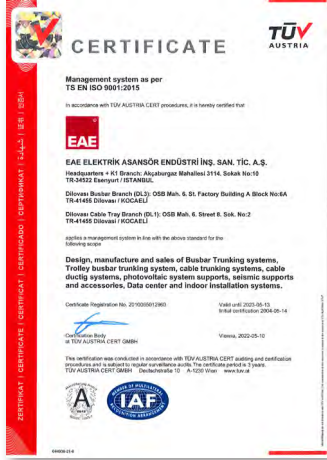 TÜV
AUSTRIA
CERTIFICATE
Management system as per
TS EN ISO 9001:2015
In accordance with TÜV AUSTRIA CERT procedures, it is hereby certified that
EAE
EAE ELEKTRİK ASANSÖR ENDÜSTRİ İNŞ. SAN. TİC. A.Ş.
Headquarters + K1 Branch: Akçaburgaz Mahallesi 3114. Sokak No:10
TR-34522 Esenyurt / ISTANBUL
Dilovası Busbar Branch (DL3): OSB Mah. 6. St. Factory Building A Block No:6A
TR-41455 Dilovası / KOCAELİ
Dilovası Cable Tray Branch (DL1): OSB Mah. 6. Street 8. Sok. No:2
TR-41455 Dilovası / KOCAELİ
applies a management system in line with the above standard for the
following scope
Design, manufacture and sales of Busbar Trunking systems,
Trolley busbar trunking system, cable trunking systems, cable
ductig systems, photovoltaic system supports, seismic supports
and accessories, Data center and indoor installation systems.
Certificate Registration No.
Valid until 2023-05-13
Initial certification 2004-05-14
Certification Body
at TÜV AUSTRIA CERT GMBH
Vienna, 2022-05-10
This certification was conducted in accordance with TÜV AUSTRIA CERT auditing and certification
procedures and is subject to regular surveillance audits. The certificate period is 3 years.
TÜV AUSTRIA CERT GMBH Deutschstraße 10 A-1230 Wien www.tuv.at
IAF
ZERTIFIKAT | CERTIFICATE | CERTIFICAT | CERTIFICADO | СЕРТИФИКАТ